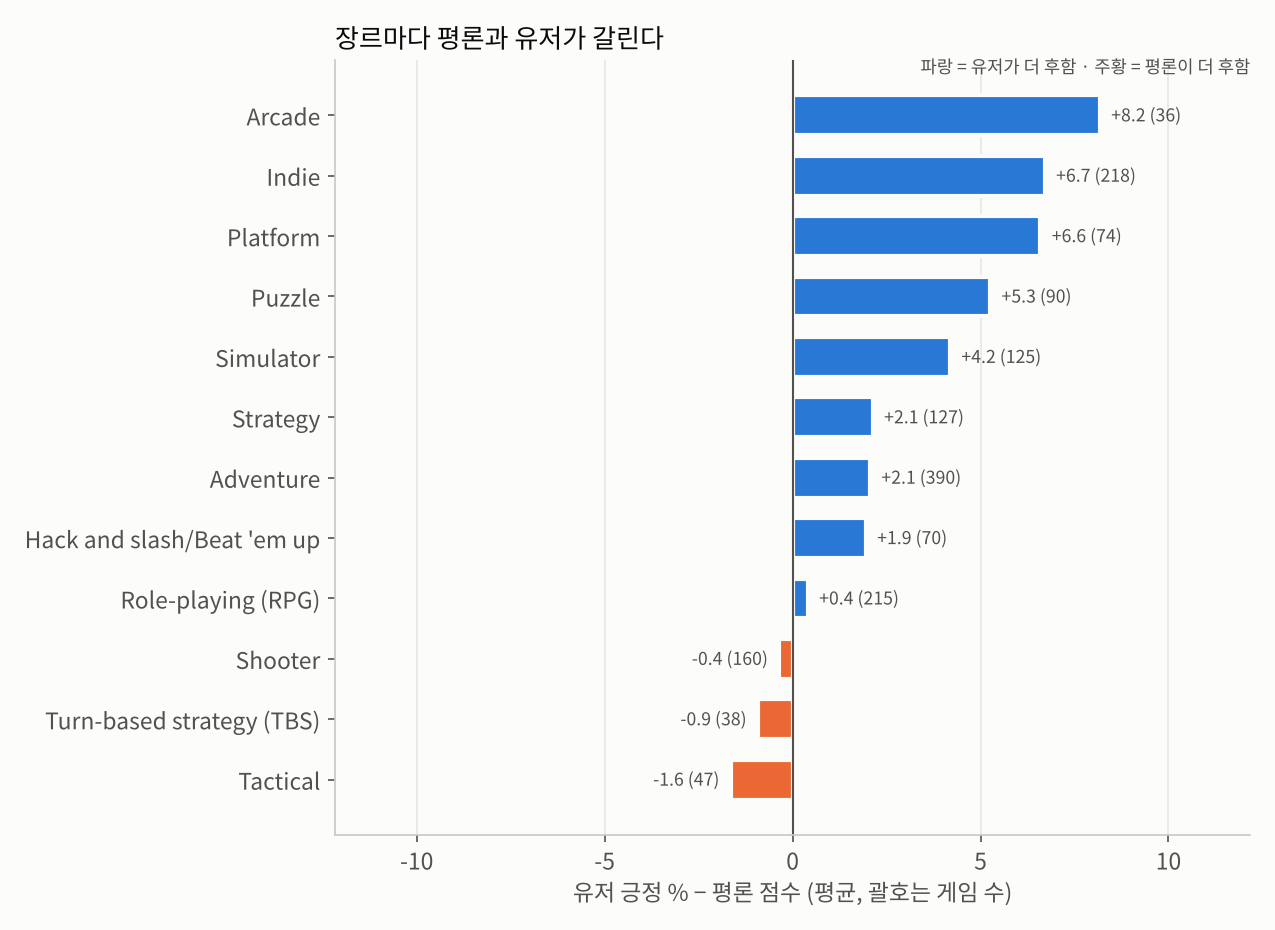 장르마다 평론과 유저가 갈린다
파랑 = 유저가 더 후함 · 주황 = 평론이 더 후함
Arcade +8.2 (36)
Indie +6.7 (218)
Platform +6.6 (74)
Puzzle +5.3 (90)
Simulator +4.2 (125)
Strategy +2.1 (127)
Adventure +2.1 (390)
Hack and slash/Beat 'em up +1.9 (70)
Role-playing (RPG) +0.4 (215)
Shooter -0.4 (160)
Turn-based strategy (TBS) -0.9 (38)
Tactical -1.6 (47)
-10 -5 0 5 10
유저 긍정 % − 평론 점수 (평균, 괄호는 게임 수)